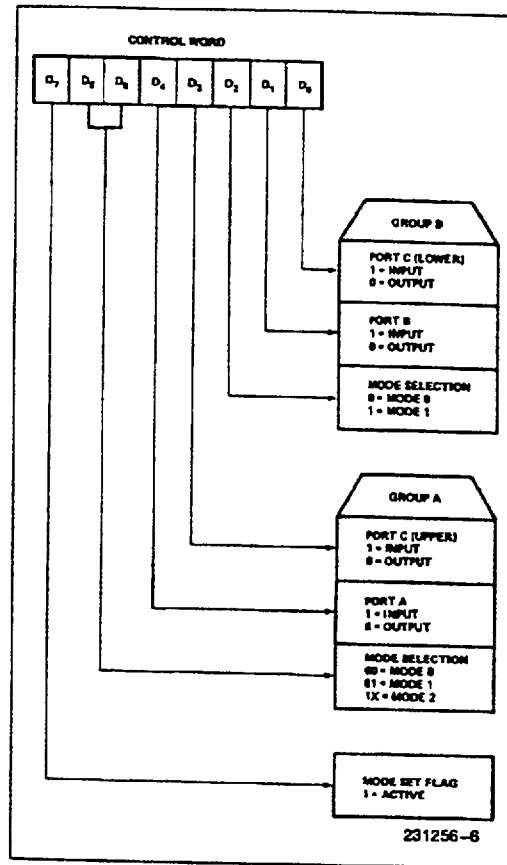 CONTROL WORD
D7 D6 D5 D4 D3 D2 D1 D0
GROUP B
PORT C (LOWER)
1 = INPUT
0 = OUTPUT
PORT B
1 = INPUT
0 = OUTPUT
MODE SELECTION
0 = MODE 0
1 = MODE 1
GROUP A
PORT C (UPPER)
1 = INPUT
0 = OUTPUT
PORT A
1 = INPUT
0 = OUTPUT
MODE SELECTION
00 = MODE 0
01 = MODE 1
1X = MODE 2
MODE SET FLAG
1 = ACTIVE
231256–6